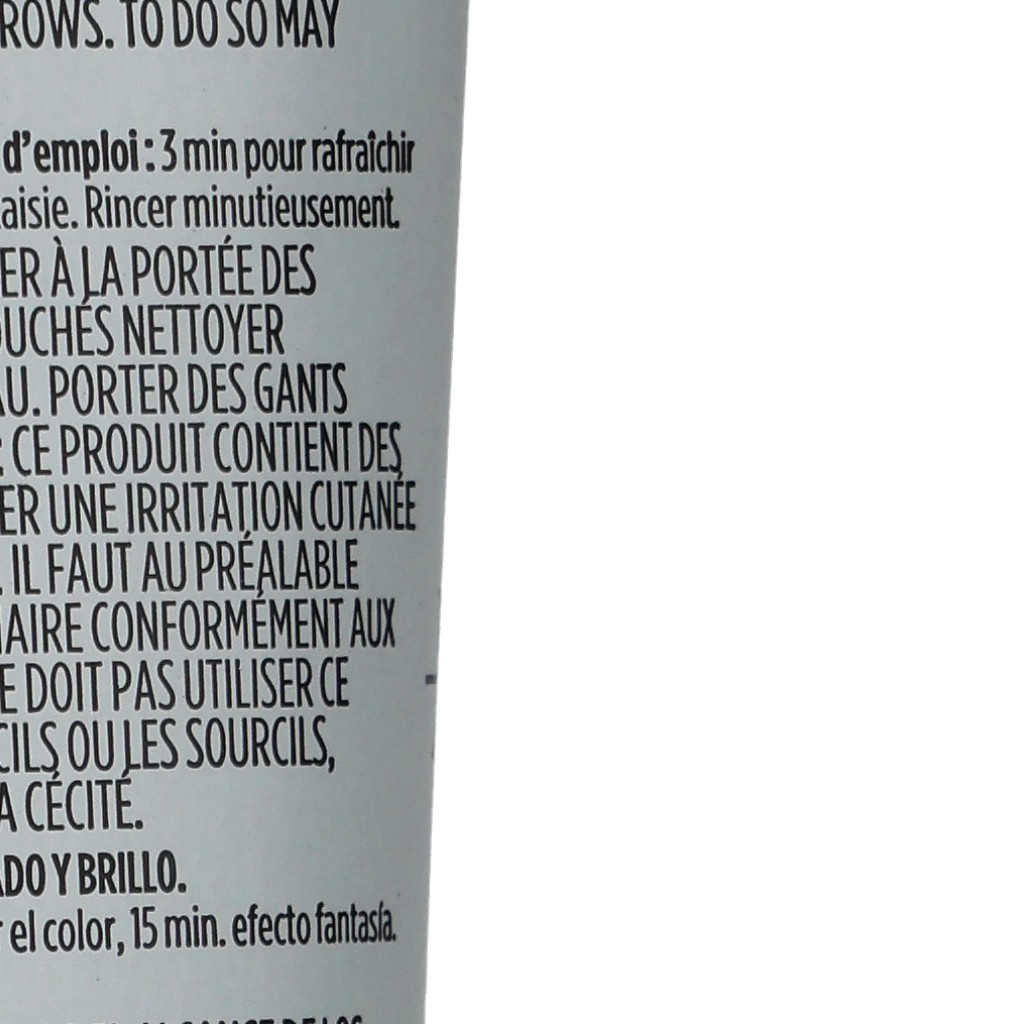 ROWS. TO DO SO MAY
d'emploi : 3 min pour rafraîchir
aisie. Rincer minutieusement.
ER À LA PORTÉE DES
OUCHÉS NETTOYER
AU. PORTER DES GANTS
: CE PRODUIT CONTIENT DES
ER UNE IRRITATION CUTANÉE
. IL FAUT AU PRÉALABLE
AIRE CONFORMÉMENT AUX
E DOIT PAS UTILISER CE
CILS OU LES SOURCILS,
A CÉCITÉ.
ADO Y BRILLO.
r el color, 15 min. efecto fantasía.